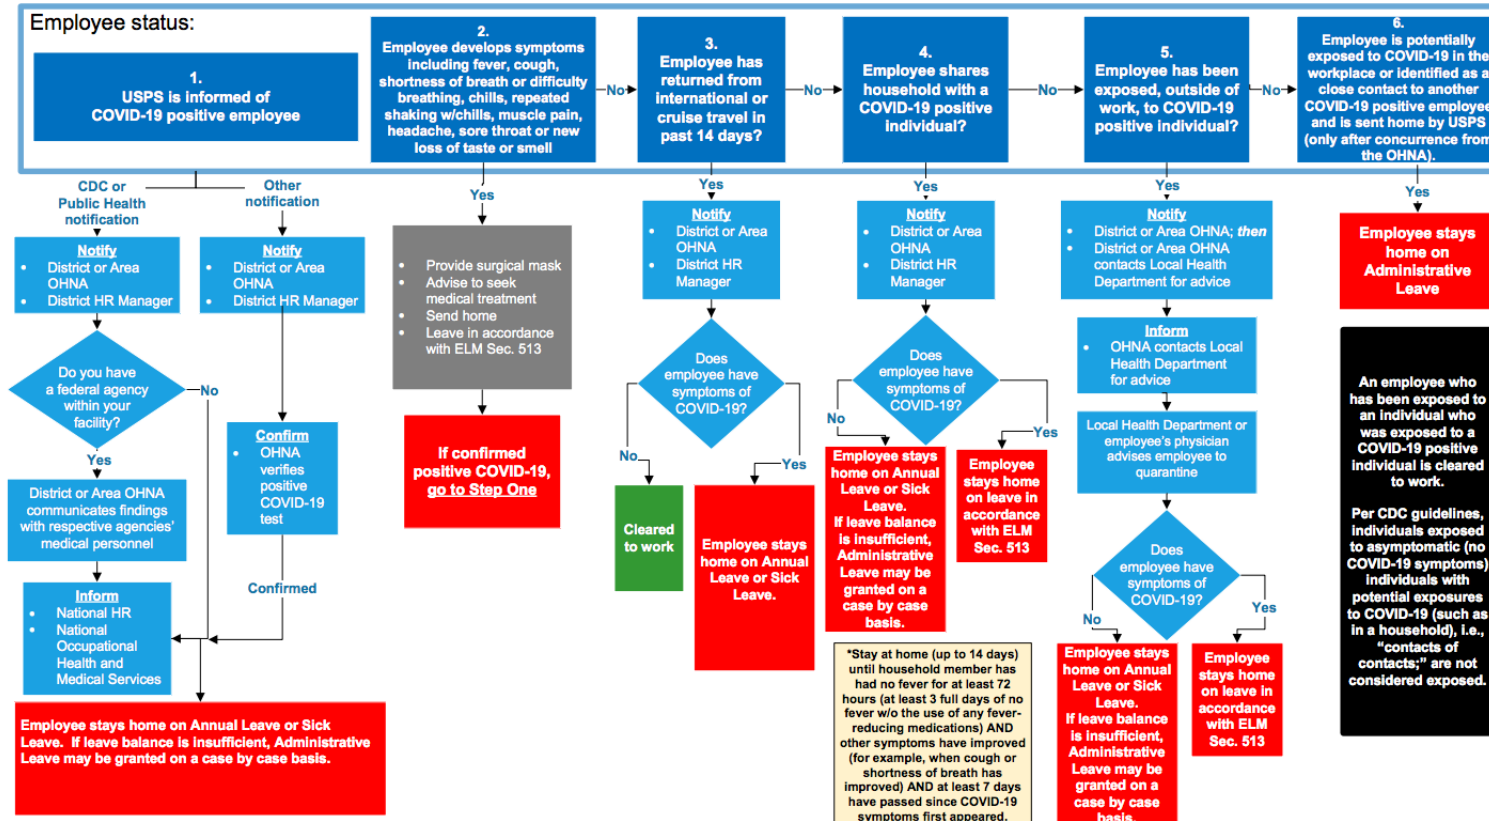 Employee status:
1.
USPS is informed of
COVID-19 positive employee
2.
Employee develops symptoms
including fever, cough,
shortness of breath or difficulty
breathing, chills, repeated
shaking w/chills, muscle pain,
headache, sore throat or new
loss of taste or smell
No
3.
Employee has
returned from
international or
cruise travel in
past 14 days?
No
4.
Employee shares
household with a
COVID-19 positive
individual?
No
5.
Employee has been
exposed, outside of
work, to COVID-19
positive individual?
No
6.
Employee is potentially
exposed to COVID-19 in the
workplace or identified as a
close contact to another
COVID-19 positive employee
and is sent home by USPS
(only after concurrence from
the OHNA).
CDC or
Public Health
notification
Other
notification
Notify
• District or Area
OHNA
• District HR Manager
Notify
• District or Area
OHNA
• District HR Manager
Do you have
a federal agency
within your
facility?
No
Yes
District or Area OHNA
communicates findings
with respective agencies'
medical personnel
Inform
• National HR
• National
Occupational
Health and
Medical Services
Confirm
• OHNA
verifies
positive
COVID-19
test
Confirmed
Employee stays home on Annual Leave or Sick
Leave. If leave balance is insufficient, Administrative
Leave may be granted on a case by case basis.
Yes
• Provide surgical mask
• Advise to seek
medical treatment
• Send home
• Leave in accordance
with ELM Sec. 513
If confirmed
positive COVID-19,
go to Step One
Yes
Notify
• District or Area
OHNA
• District HR
Manager
Does
employee have
symptoms of
COVID-19?
No
Yes
Cleared
to work
Employee stays
home on Annual
Leave or Sick
Leave.
Yes
Notify
• District or Area
OHNA
• District HR
Manager
Does
employee have
symptoms of
COVID-19?
No
Yes
Employee stays
home on Annual
Leave or Sick
Leave.
If leave balance
is insufficient,
Administrative
Leave may be
granted on a
case by case
basis.
Employee
stays home
on leave in
accordance
with ELM
Sec. 513
*Stay at home (up to 14 days)
until household member has
had no fever for at least 72
hours (at least 3 full days of no
fever w/o the use of any fever-
reducing medications) AND
other symptoms have improved
(for example, when cough or
shortness of breath has
improved) AND at least 7 days
have passed since COVID-19
symptoms first appeared.
Yes
Notify
• District or Area OHNA; then
• District or Area OHNA
contacts Local Health
Department for advice
Inform
• OHNA contacts Local
Health Department
for advice
Local Health Department or
employee's physician
advises employee to
quarantine
Does
employee have
symptoms of
COVID-19?
No
Yes
Employee stays
home on Annual
Leave or Sick
Leave.
If leave balance
is insufficient,
Administrative
Leave may be
granted on a
case by case
basis.
Employee
stays home
on leave in
accordance
with ELM
Sec. 513
Yes
Employee stays
home on
Administrative
Leave
An employee who
has been exposed to
an individual who
was exposed to a
COVID-19 positive
individual is cleared
to work.
Per CDC guidelines,
individuals exposed
to asymptomatic (no
COVID-19 symptoms)
individuals with
potential exposures
to COVID-19 (such as
in a household), i.e.,
"contacts of
contacts;" are not
considered exposed.